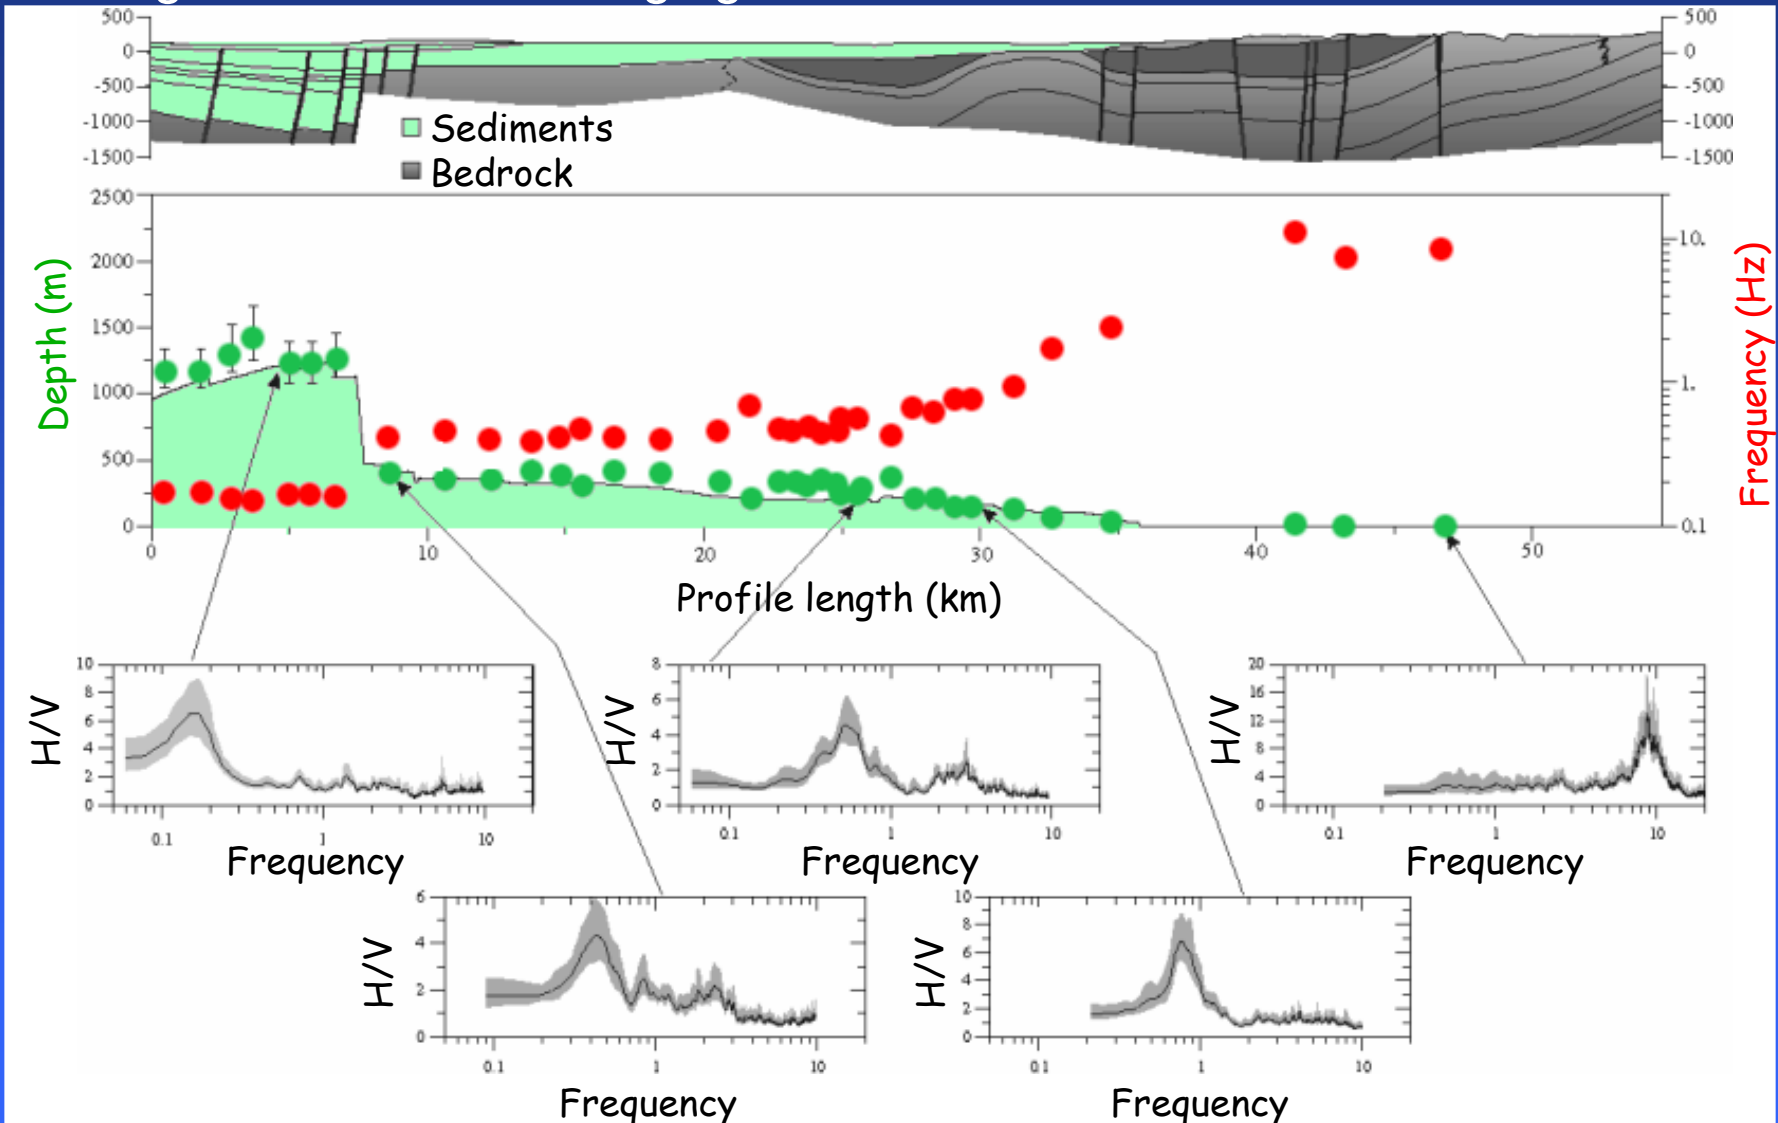 500
0
-500
-1000
-1500
500
0
-500
-1000
-1500
Sediments
Bedrock
2500
2000
1500
1000
500
0
Depth (m)
10.
1.
0.1
Frequency (Hz)
0 10 20 30 40 50
Profile length (km)
10
8
6
4
2
0
H/V
0.1 1 10
Frequency
8
6
4
2
0
H/V
0.1 1 10
Frequency
20
16
12
8
4
0
H/V
0.1 1 10
Frequency
6
4
2
0
H/V
0.1 1 10
Frequency
10
8
6
4
2
0
H/V
0.1 1 10
Frequency